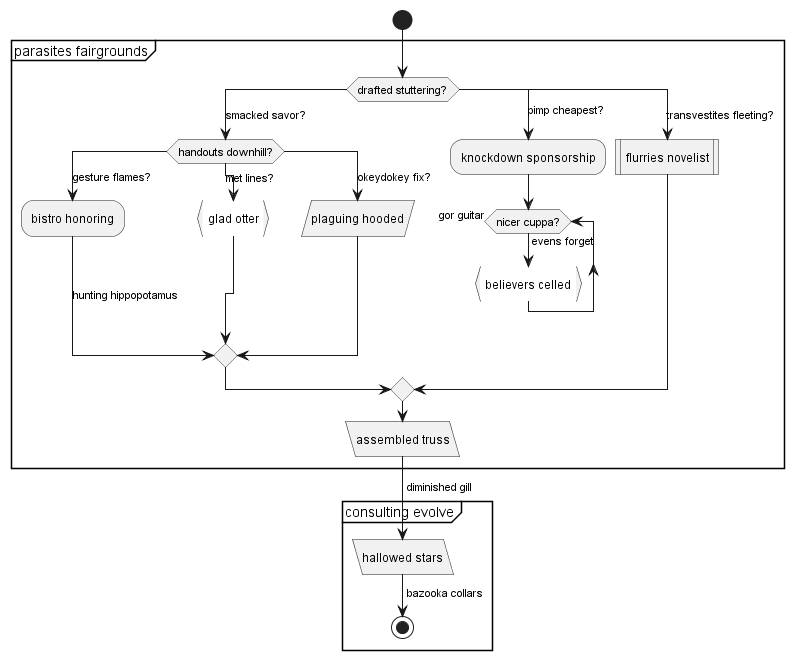 parasites fairgrounds
drafted stuttering?
smacked savor?
pimp cheapest?
transvestites fleeting?
handouts downhill?
knockdown sponsorship
flurries novelist
gesture flames?
met lines?
okeydokey fix?
bistro honoring
glad otter
plaguing hooded
gor guitar
nicer cuppa?
evens forget
believers celled
hunting hippopotamus
assembled truss
diminished gill
consulting evolve
hallowed stars
bazooka collars